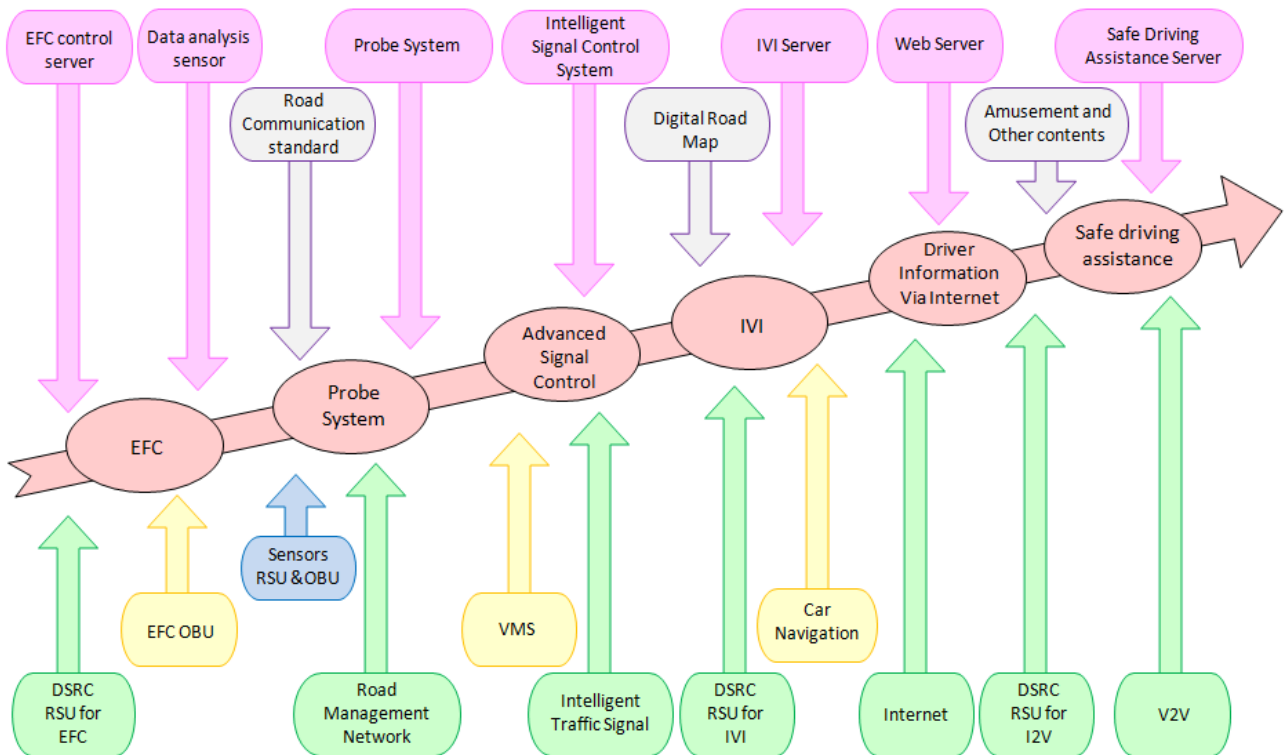 EFC control
server
Data analysis
sensor
Probe System
Intelligent
Signal Control
System
IVI Server
Web Server
Safe Driving
Assistance Server
Road
Communication
standard
Digital Road
Map
Amusement and
Other contents
EFC
Probe
System
Advanced
Signal
Control
IVI
Driver
Information
Via Internet
Safe driving
assistance
Sensors
RSU &OBU
EFC OBU
VMS
Car
Navigation
DSRC
RSU for
EFC
Road
Management
Network
Intelligent
Traffic Signal
DSRC
RSU for
IVI
Internet
DSRC
RSU for
I2V
V2V